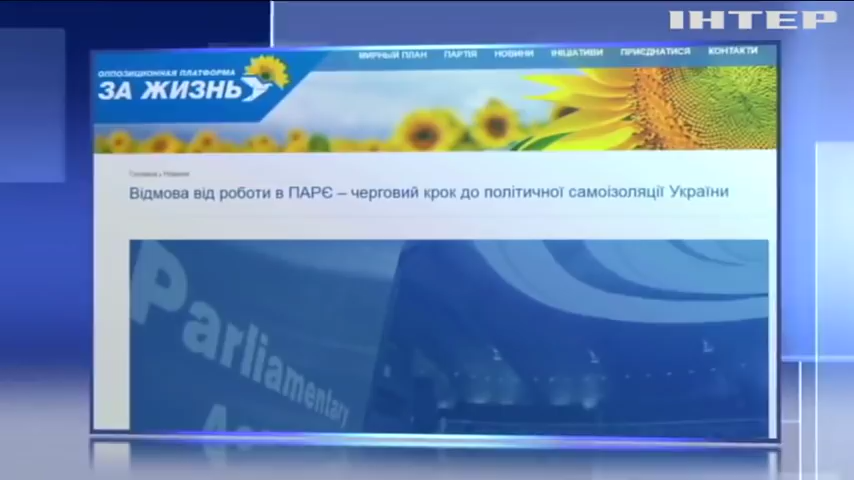 ІНТЕР
МИРНЫЙ ПЛАН ПАРТІЯ НОВИНИ ІНІЦІАТИВИ ПРИЄДНАТИСЯ КОНТАКТИ
ОППОЗИЦИОННАЯ ПЛАТФОРМА
ЗА ЖИЗНЬ
Головна » Новини
Відмова від роботи в ПАРЄ – черговий крок до політичної самоізоляції України
Parliamentary